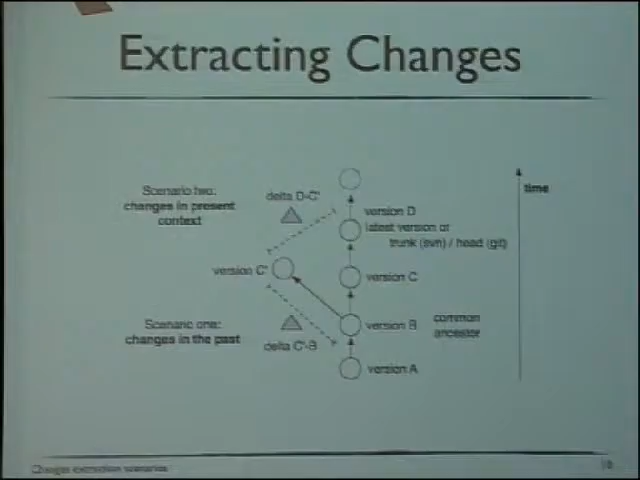 Extracting Changes
Scenario two:
changes in present
context
delta D-C'
time
version D
latest version of
trunk (svn) / head (git)
version C'
version C
Scenario one:
changes in the past
version B
common
ancestor
delta C'-B
version A
Changes extraction scenarios